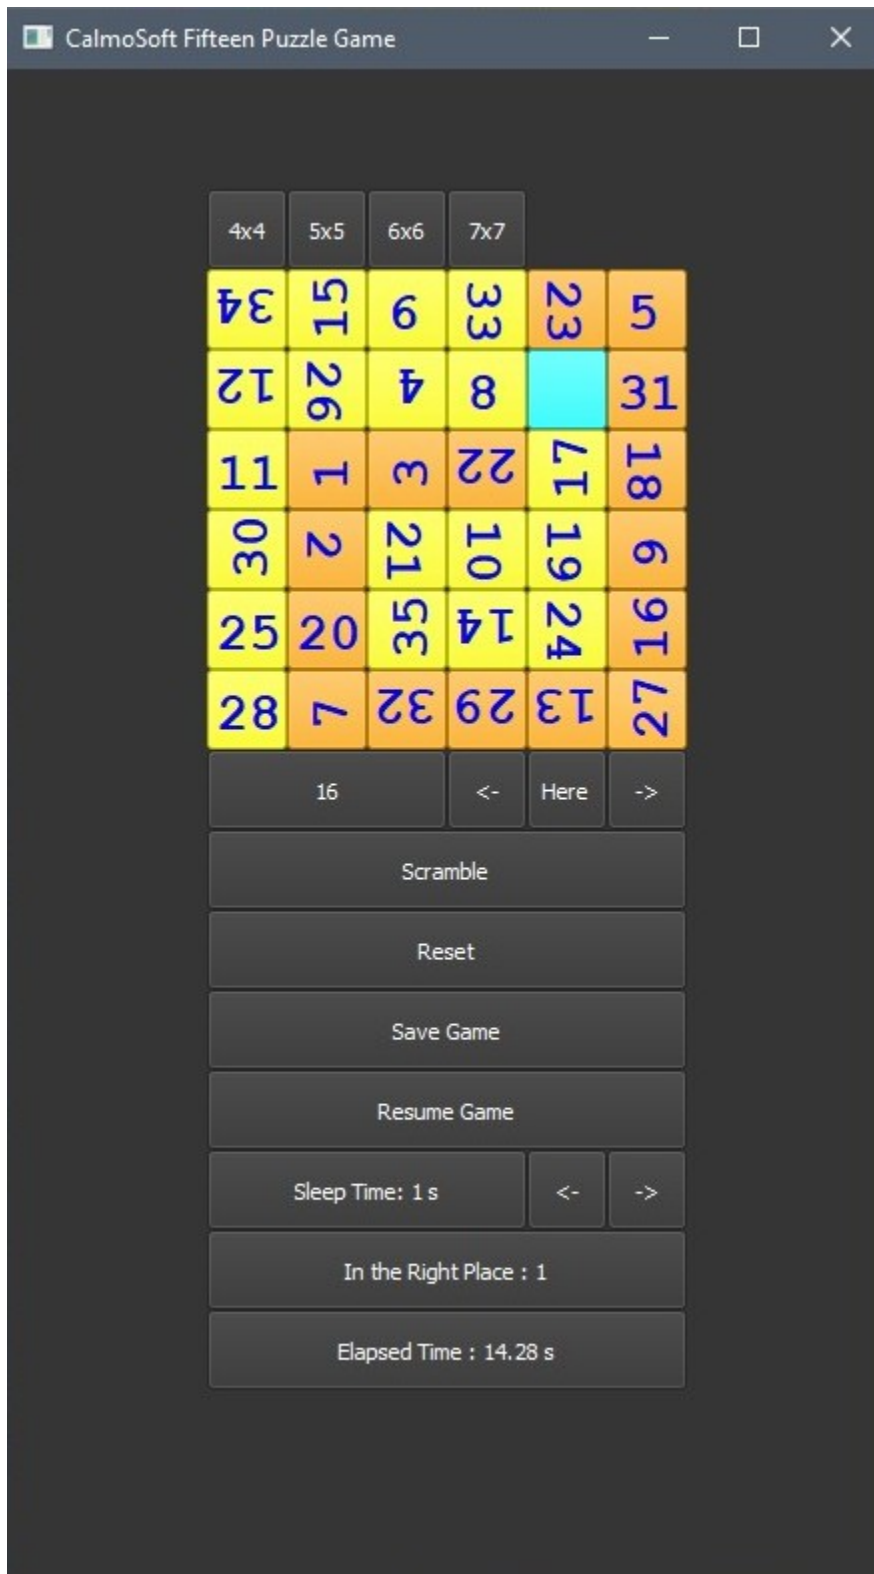 CalmoSoft Fifteen Puzzle Game
4x4 5x5 6x6 7x7
34 15 6 33 23 5
12 26 4 8 31
11 1 3 22 17 18
30 2 21 10 19 9
25 20 35 14 24 16
28 7 32 29 13 27
16 <- Here ->
Scramble
Reset
Save Game
Resume Game
Sleep Time: 1 s <- ->
In the Right Place : 1
Elapsed Time : 14.28 s